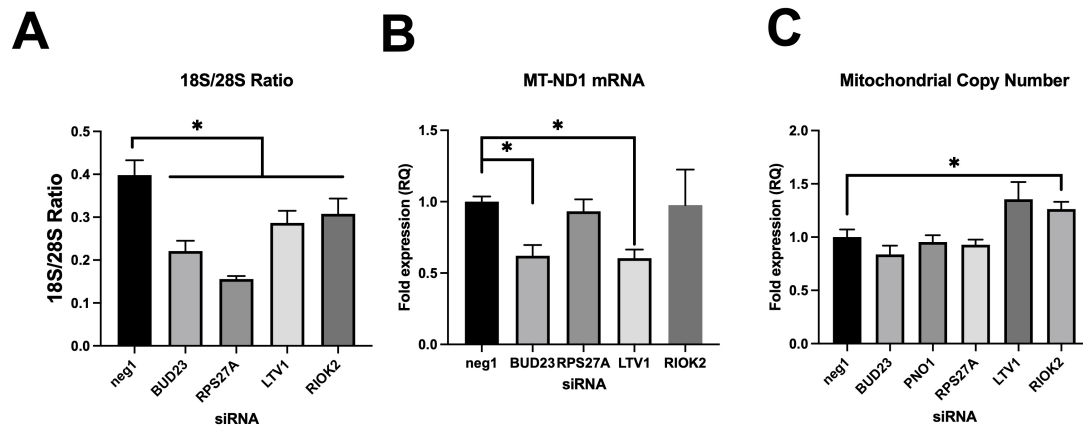 A
18S/28S Ratio
18S/28S Ratio
0.5
0.4
0.3
0.2
0.1
0.0
*
neg1
BUD23
RPS27A
LTV1
RIOK2
siRNA
B
MT-ND1 mRNA
Fold expression (RQ)
1.5
1.0
0.5
0.0
*
*
neg1 BUD23 RPS27A LTV1 RIOK2
siRNA
C
Mitochondrial Copy Number
Fold expression (RQ)
2.0
1.5
1.0
0.5
0.0
*
neg1
BUD23
PNO1
RPS27A
LTV1
RIOK2
siRNA